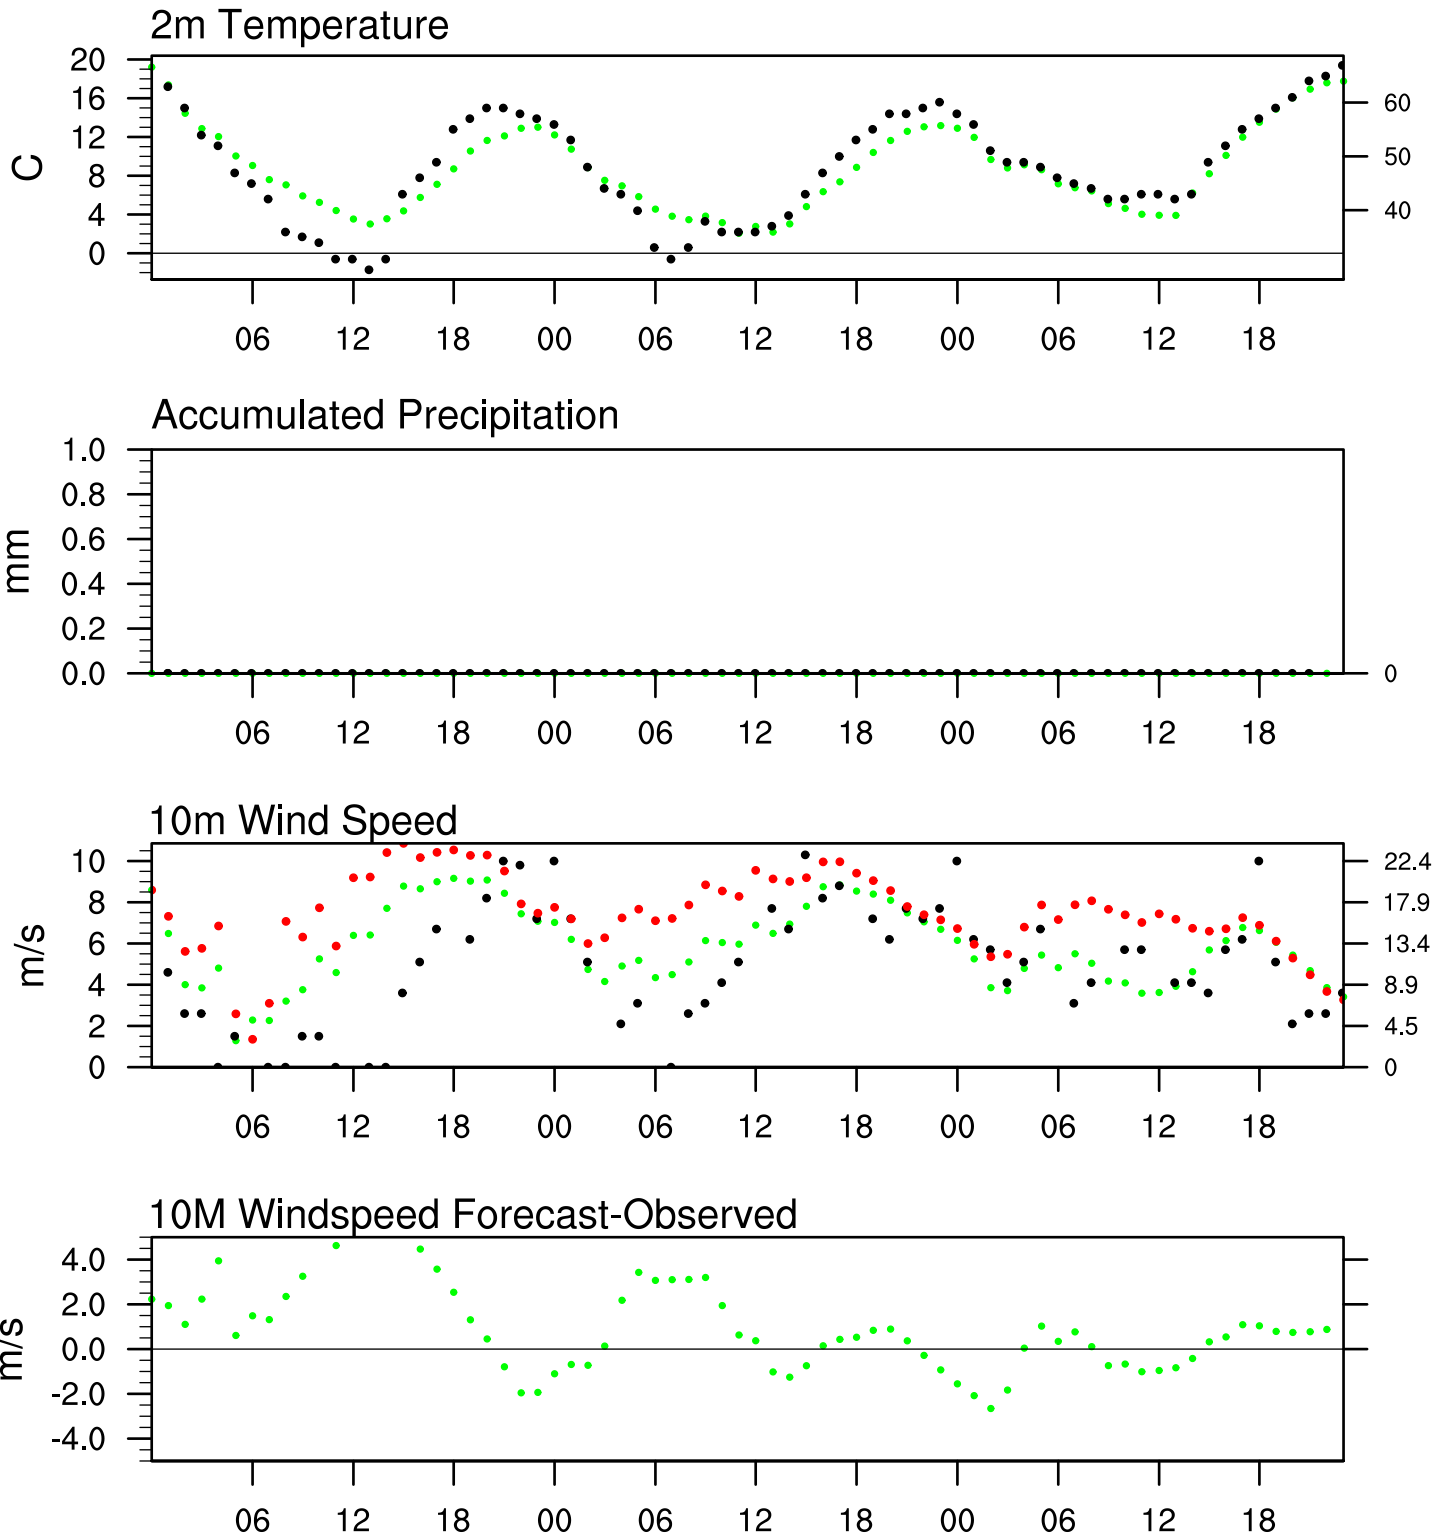 2m Temperature
20
16
12
8
4
0
C
60
50
40
06 12 18 00 06 12 18 00 06 12 18
Accumulated Precipitation
1.0
0.8
0.6
0.4
0.2
0.0
mm
0
06 12 18 00 06 12 18 00 06 12 18
10m Wind Speed
10
8
6
4
2
0
m/s
22.4
17.9
13.4
8.9
4.5
0
06 12 18 00 06 12 18 00 06 12 18
10M Windspeed Forecast-Observed
4.0
2.0
0.0
-2.0
-4.0
m/s
06 12 18 00 06 12 18 00 06 12 18